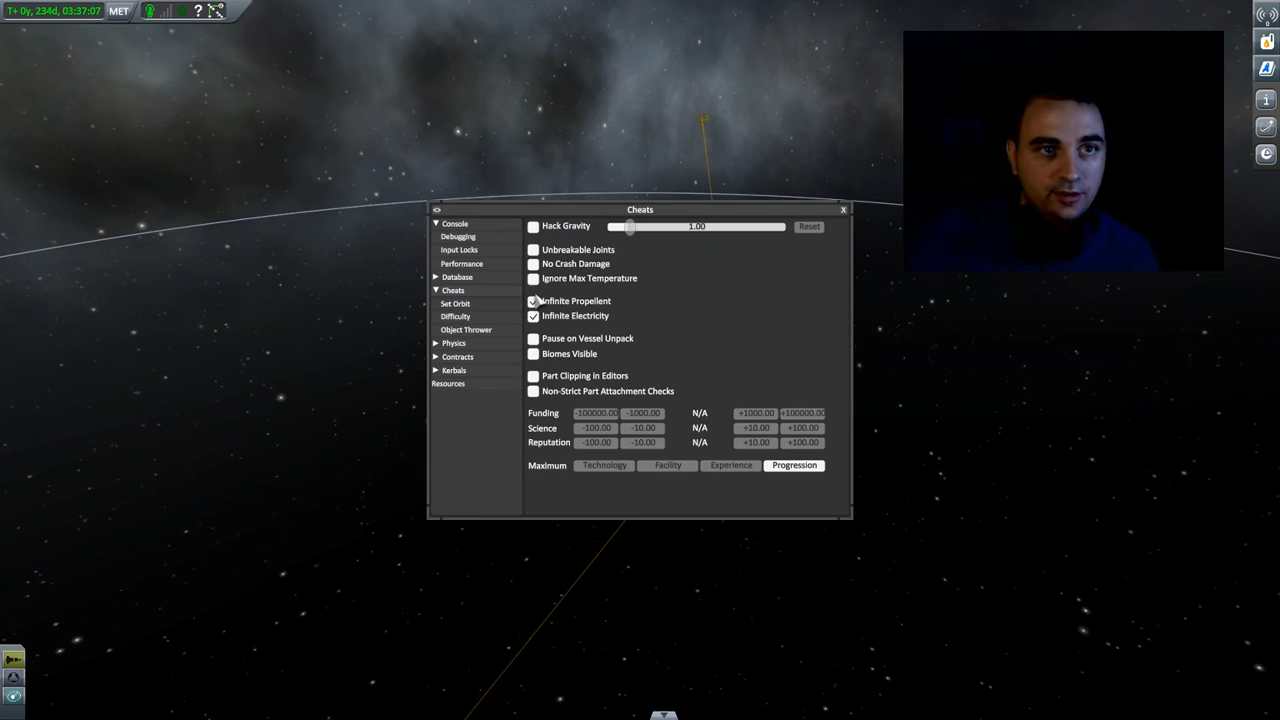 T+ 0y, 234d, 03:37:07 MET ?
Cheats X
Console
Debugging
Input Locks
Performance
Database
Cheats
Set Orbit
Difficulty
Object Thrower
Physics
Contracts
Kerbals
Resources
Hack Gravity 1.00 Reset
Unbreakable Joints
No Crash Damage
Ignore Max Temperature
Infinite Propellent
Infinite Electricity
Pause on Vessel Unpack
Biomes Visible
Part Clipping in Editors
Non-Strict Part Attachment Checks
Funding -100000.00 -1000.00 N/A +1000.00 +100000.00
Science -100.00 -10.00 N/A +10.00 +100.00
Reputation -100.00 -10.00 N/A +10.00 +100.00
Maximum Technology Facility Experience Progression